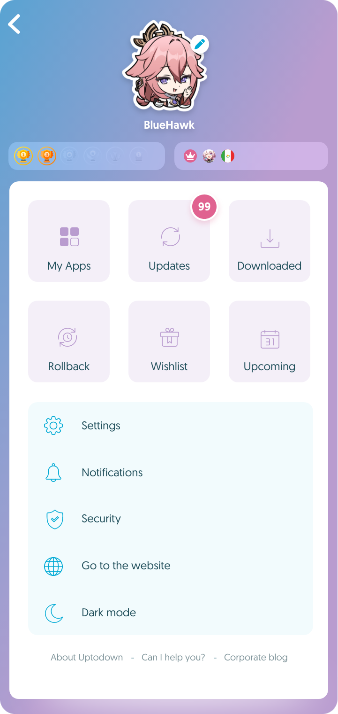 BlueHawk
99
My Apps Updates Downloaded
31
Rollback Wishlist Upcoming
Settings
Notifications
Security
Go to the website
Dark mode
About Uptodown - Can I help you? - Corporate blog